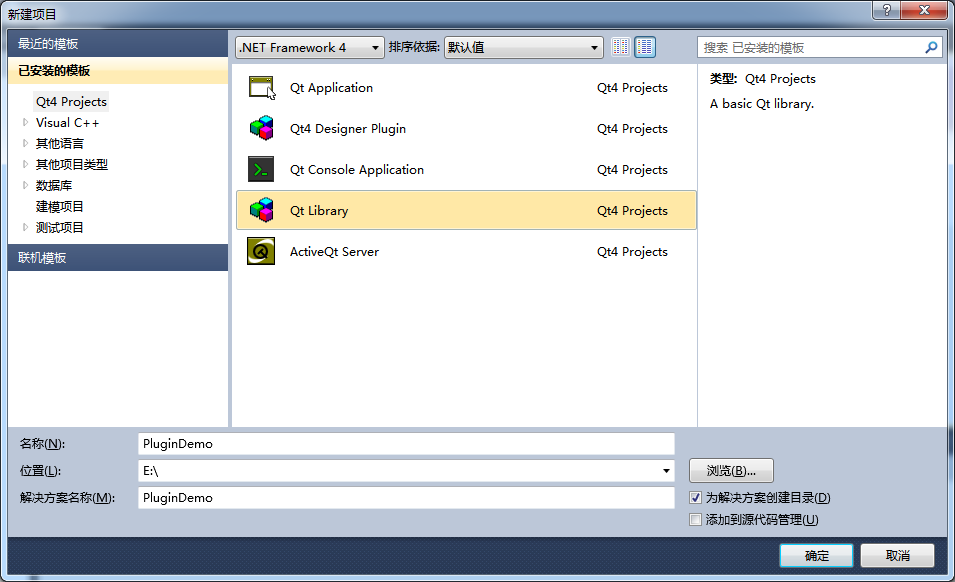 新建项目
最近的模板
.NET Framework 4
排序依据:
默认值
搜索 已安装的模板
已安装的模板
Qt4 Projects
Visual C++
其他语言
其他项目类型
数据库
建模项目
测试项目
联机模板
Qt Application
Qt4 Projects
Qt4 Designer Plugin
Qt4 Projects
Qt Console Application
Qt4 Projects
Qt Library
Qt4 Projects
ActiveQt Server
Qt4 Projects
类型: Qt4 Projects
A basic Qt library.
名称(N):
PluginDemo
位置(L):
E:\
浏览(B)...
解决方案名称(M):
PluginDemo
为解决方案创建目录(D)
添加到源代码管理(U)
确定
取消